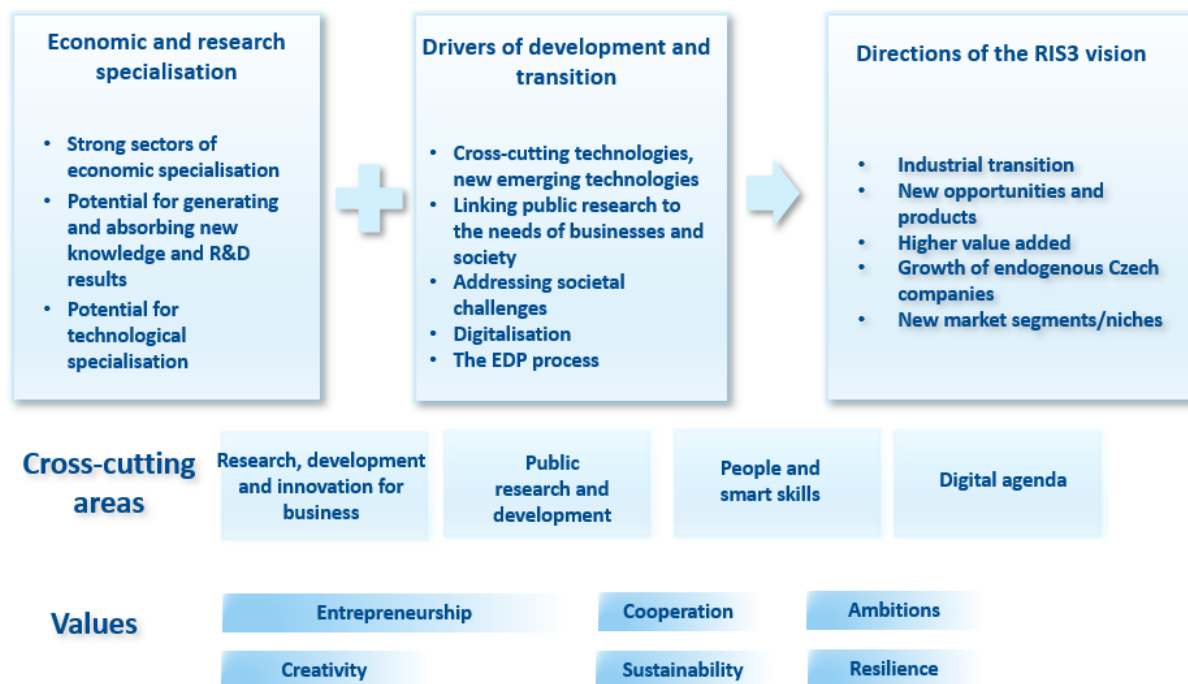 Economic and research
specialisation
• Strong sectors of
economic specialisation
• Potential for generating
and absorbing new
knowledge and R&D
results
• Potential for
technological
specialisation
Drivers of development and
transition
• Cross-cutting technologies,
new emerging technologies
• Linking public research to
the needs of businesses and
society
• Addressing societal
challenges
• Digitalisation
• The EDP process
Directions of the RIS3 vision
• Industrial transition
• New opportunities and
products
• Higher value added
• Growth of endogenous Czech
companies
• New market segments/niches
Cross-cutting
areas
Research, development
and innovation for
business
Public
research and
development
People and
smart skills
Digital agenda
Values
Entrepreneurship
Cooperation
Ambitions
Creativity
Sustainability
Resilience